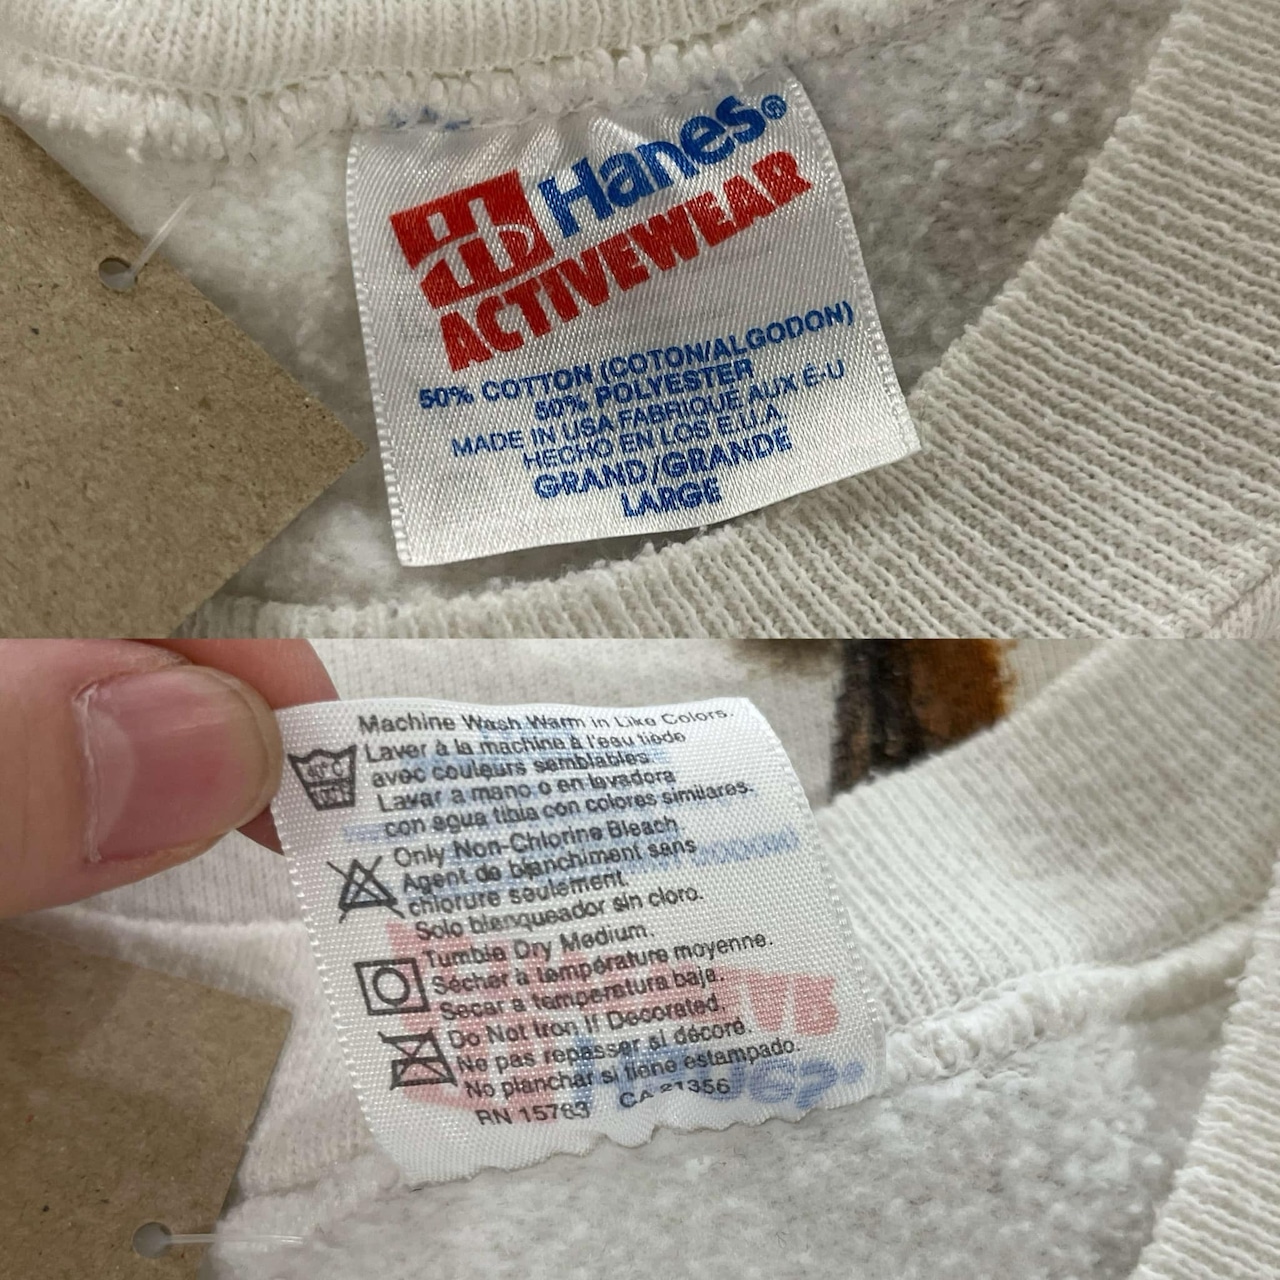 Hanes®
ACTIVEWEAR
50% COTTON (COTON/ALGODON)
50% POLYESTER
MADE IN USA FABRIQUE AUX É-U
HECHO EN LOS E.U.A.
GRAND/GRANDE
LARGE
Machine Wash Warm in Like Colors.
Laver à la machine à l'eau tiède
avec couleurs semblables.
Lavar a mano o en lavadora
con agua tibia con colores similares.
40°C
Only Non-Chlorine Bleach
Agent de blanchiment sans
chlorure seulement.
Solo blanqueador sin cloro.
Tumble Dry Medium.
Sécher à température moyenne.
Secar a temperatura baja.
Do Not Iron If Decorated.
Ne pas repasser si décoré.
No planchar si tiene estampado.
RN 15763 CA 21356